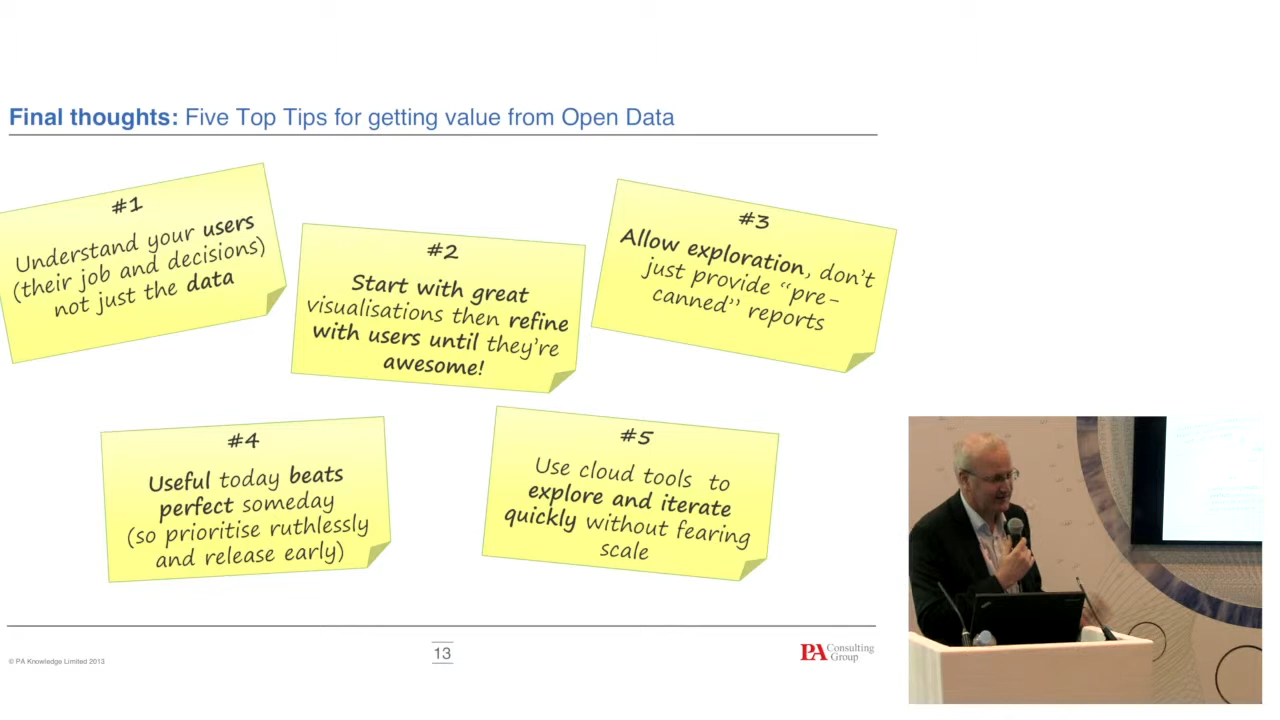 Final thoughts: Five Top Tips for getting value from Open Data
#1
Understand your users
(their job and decisions)
not just the data
#2
Start with great
visualisations then refine
with users until they're
awesome!
#3
Allow exploration, don't
just provide “pre-
canned” reports
#4
Useful today beats
perfect someday
(so prioritise ruthlessly
and release early)
#5
Use cloud tools to
explore and iterate
quickly without fearing
scale
© PA Knowledge Limited 2013
13
PA Consulting
Group